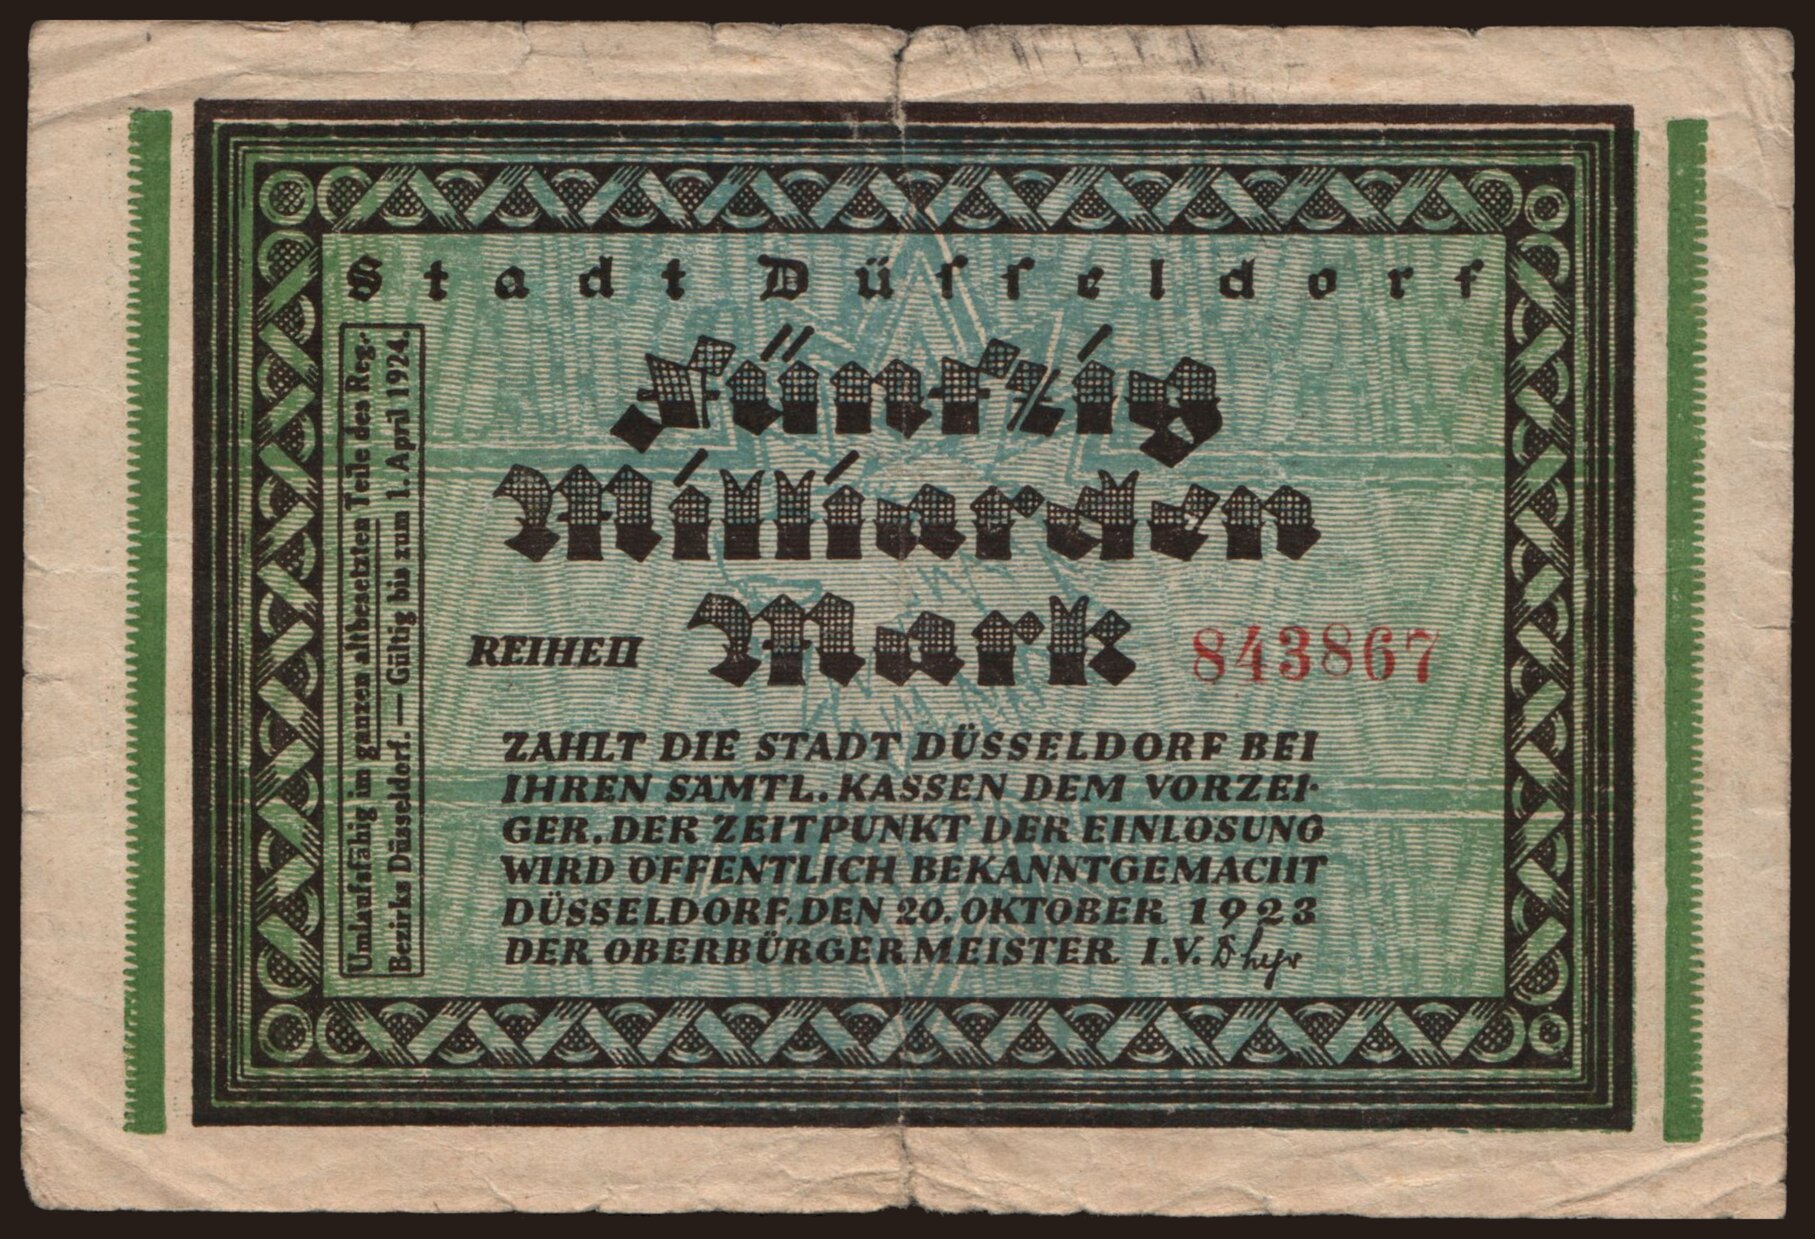 Stadt Düsseldorf
Fünfzig
Milliarden
Mark
REIHE II
843867
ZAHLT DIE STADT DÜSSELDORF BEI
IHREN SÄMTL. KASSEN DEM VORZEI-
GER. DER ZEITPUNKT DER EINLÖSUNG
WIRD ÖFFENTLICH BEKANNTGEMACHT
DÜSSELDORF, DEN 20. OKTOBER 1923
DER OBERBÜRGERMEISTER I.V.
Umlaufsfähig im ganzen altbesetzten Teile des Reg.-
Bezirks Düsseldorf. — Gültig bis zum 1. April 1924.